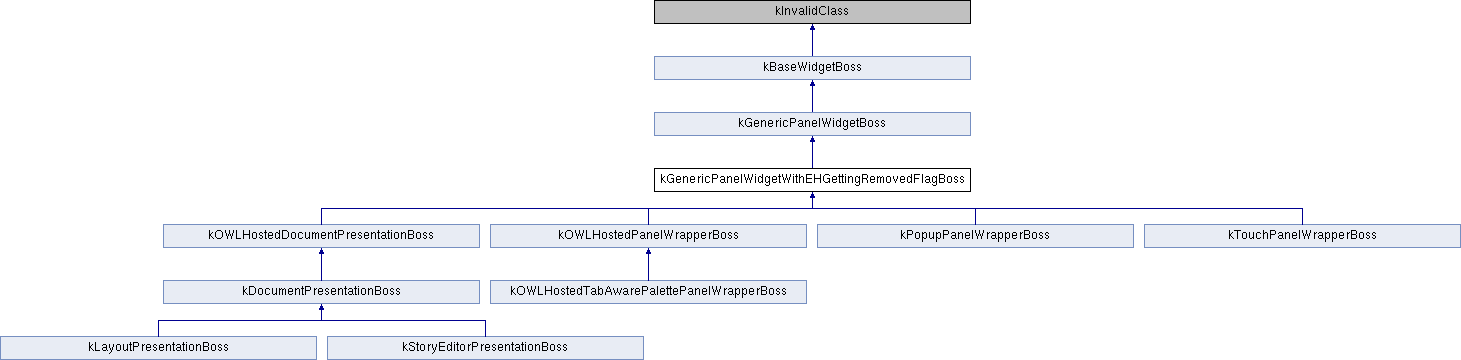 kInvalidClass
kBaseWidgetBoss
kGenericPanelWidgetBoss
kGenericPanelWidgetWithEHGettingRemovedFlagBoss
kOWLHostedDocumentPresentationBoss
kOWLHostedPanelWrapperBoss
kPopupPanelWrapperBoss
kTouchPanelWrapperBoss
kDocumentPresentationBoss
kOWLHostedTabAwarePalettePanelWrapperBoss
kLayoutPresentationBoss
kStoryEditorPresentationBoss